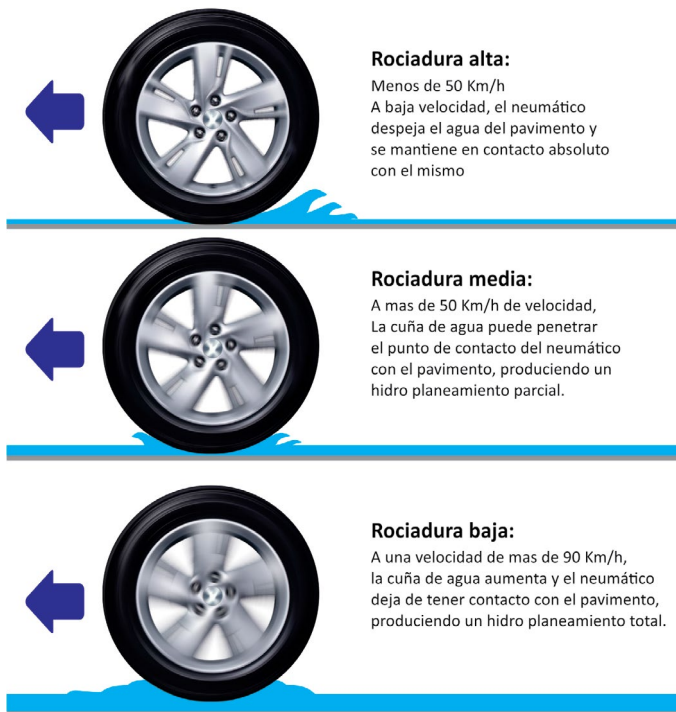 Rociadura alta:
Menos de 50 Km/h
A baja velocidad, el neumático
despeja el agua del pavimento y
se mantiene en contacto absoluto
con el mismo
Rociadura media:
A mas de 50 Km/h de velocidad,
La cuña de agua puede penetrar
el punto de contacto del neumático
con el pavimento, produciendo un
hidro planeamiento parcial.
Rociadura baja:
A una velocidad de mas de 90 Km/h,
la cuña de agua aumenta y el neumático
deja de tener contacto con el pavimento,
produciendo un hidro planeamiento total.